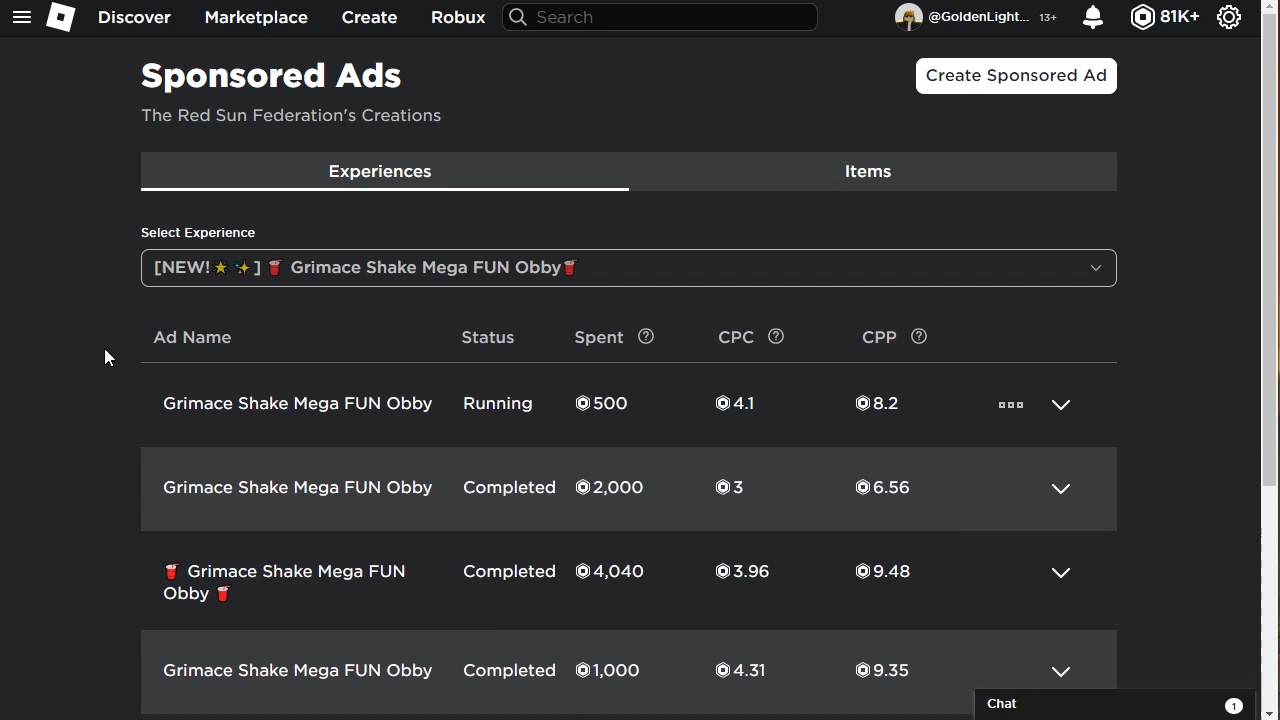 Discover Marketplace Create Robux Search @GoldenLight... 13+ 81K+
Sponsored Ads
Create Sponsored Ad
The Red Sun Federation's Creations
Experiences Items
Select Experience
[NEW!⭐✨] 🥤 Grimace Shake Mega FUN Obby🥤
Ad Name Status Spent ? CPC ? CPP ?
Grimace Shake Mega FUN Obby Running 500 4.1 8.2
Grimace Shake Mega FUN Obby Completed 2,000 3 6.56
🥤 Grimace Shake Mega FUN Completed 4,040 3.96 9.48
Obby 🥤
Grimace Shake Mega FUN Obby Completed 1,000 4.31 9.35
Chat 1